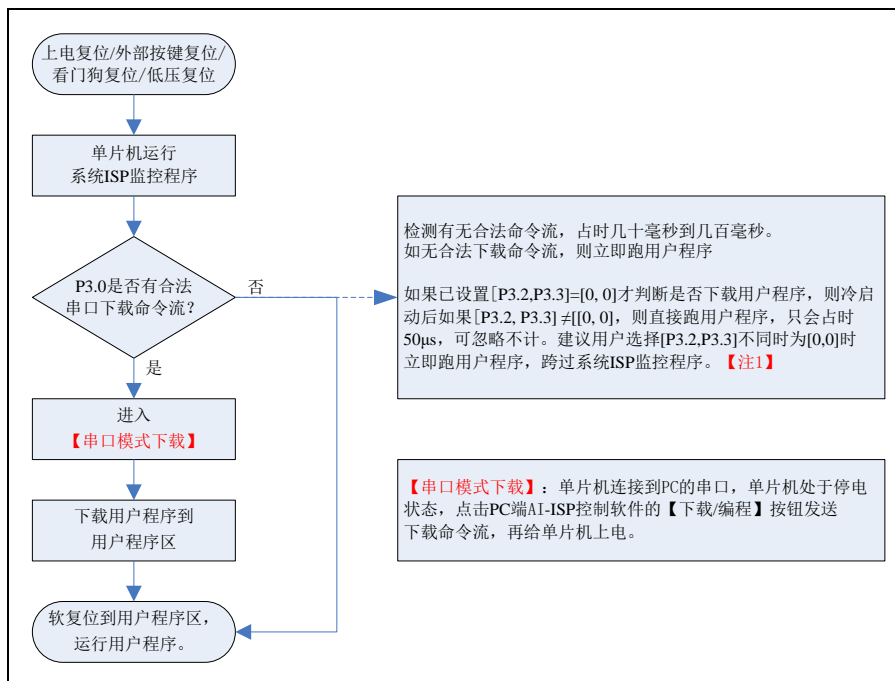 上电复位/外部按键复位/
看门狗复位/低压复位
单片机运行
系统ISP监控程序
P3.0是否有合法
串口下载命令流?
否
是
进入
【串口模式下载】
下载用户程序到
用户程序区
软复位到用户程序区，
运行用户程序。
检测有无合法命令流，占时几十毫秒到几百毫秒。
如无合法下载命令流，则立即跑用户程序
如果已设置[P3.2,P3.3]=[0, 0]才判断是否下载用户程序，则冷启
动后如果[P3.2, P3.3] ≠[[0, 0]，则直接跑用户程序，只会占时
50μs，可忽略不计。建议用户选择[P3.2,P3.3]不同时为[0,0]时
立即跑用户程序，跨过系统ISP监控程序。【注1】
【串口模式下载】：单片机连接到PC的串口，单片机处于停电
状态，点击PC端AI-ISP控制软件的【下载/编程】按钮发送
下载命令流，再给单片机上电。